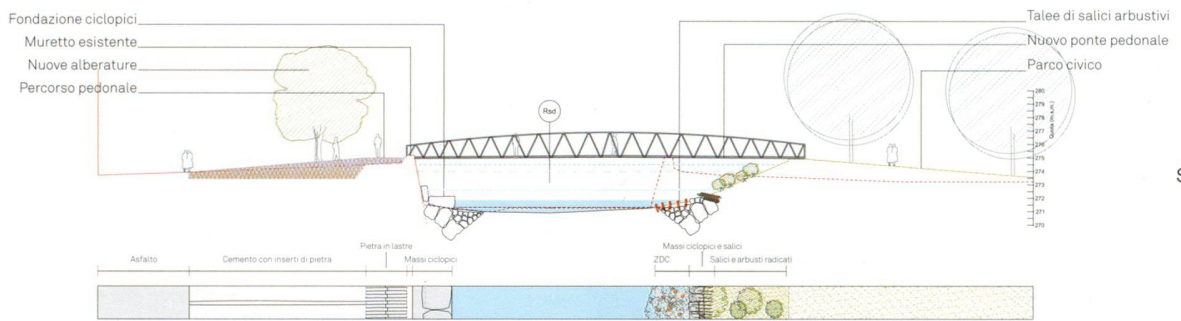 Fondazione ciclopici
Muretto esistente
Nuove alberature
Percorso pedonale
Talee di salici arbustivi
Nuovo ponte pedonale
Parco civico
Rsd
280
279
278
277
276
275
274
273
272
271
270
Quota (m.s.m.)
S
Asfalto
Cemento con inserti di pietra
Pietra in lastre
Massi ciclopici
ZDC
Massi ciclopici e salici
Salici e arbusti radicati